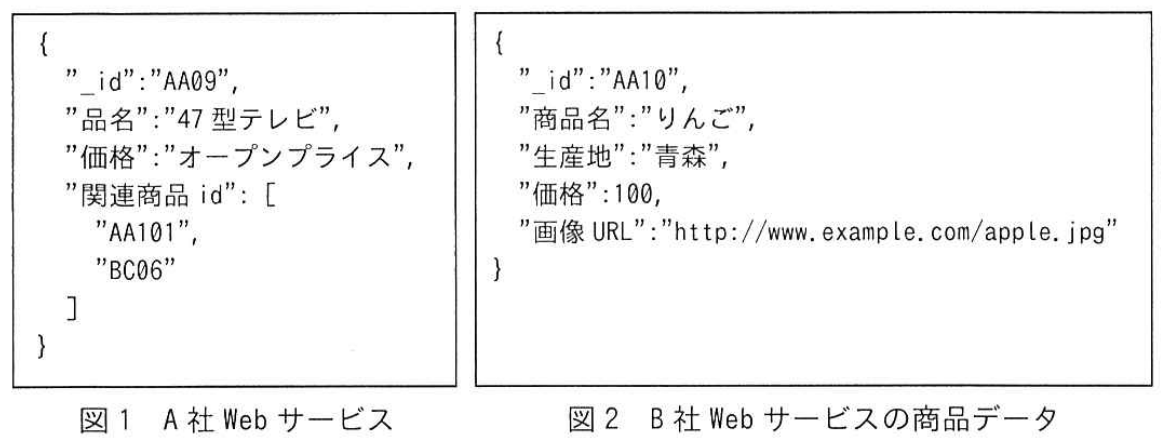 {
"_id":"AA09",
"品名":"47型テレビ",
"価格":"オープンプライス",
"関連商品id": [
"AA101",
"BC06"
]
}
図1 A社Webサービス
{
"_id":"AA10",
"商品名":"りんご",
"生産地":"青森",
"価格":100,
"画像URL":"http://www.example.com/apple.jpg"
}
図2 B社Webサービスの商品データ